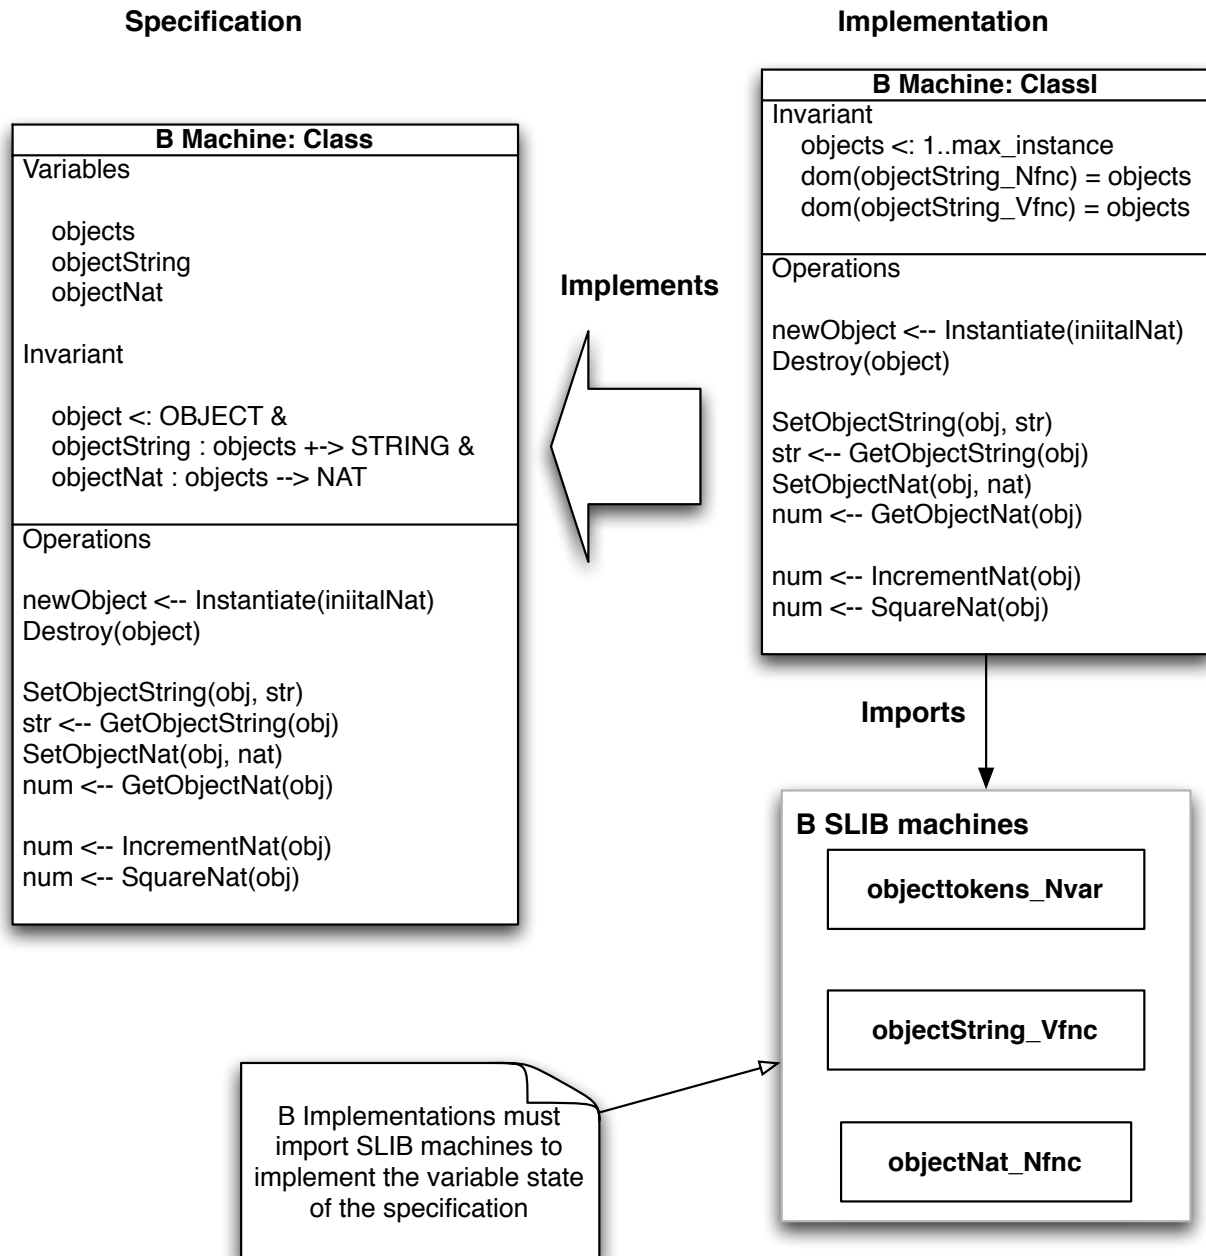 Specification
B Machine: Class
Variables
objects
objectString
objectNat
Invariant
object <: OBJECT &
objectString : objects +-> STRING &
objectNat : objects --> NAT
Operations
newObject <-- Instantiate(iniitalNat)
Destroy(object)
SetObjectString(obj, str)
str <-- GetObjectString(obj)
SetObjectNat(obj, nat)
num <-- GetObjectNat(obj)
num <-- IncrementNat(obj)
num <-- SquareNat(obj)
Implements
Implementation
B Machine: ClassI
Invariant
objects <: 1..max_instance
dom(objectString_Nfnc) = objects
dom(objectString_Vfnc) = objects
Operations
newObject <-- Instantiate(iniitalNat)
Destroy(object)
SetObjectString(obj, str)
str <-- GetObjectString(obj)
SetObjectNat(obj, nat)
num <-- GetObjectNat(obj)
num <-- IncrementNat(obj)
num <-- SquareNat(obj)
Imports
B SLIB machines
objecttokens_Nvar
objectString_Vfnc
objectNat_Nfnc
B Implementations must
import SLIB machines to
implement the variable state
of the specification